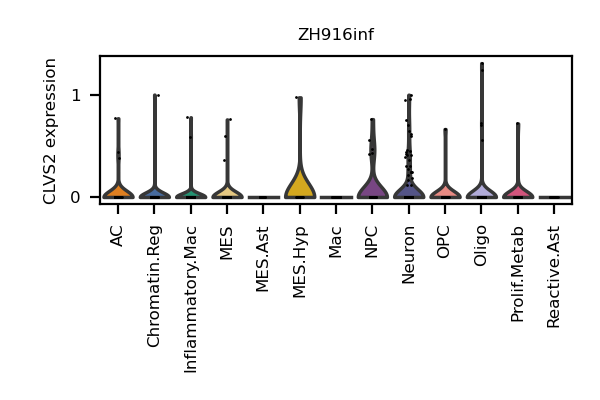 ZH916inf
CLVS2 expression
1
0
AC
Chromatin.Reg
Inflammatory.Mac
MES
MES.Ast
MES.Hyp
Mac
NPC
Neuron
OPC
Oligo
Prolif.Metab
Reactive.Ast